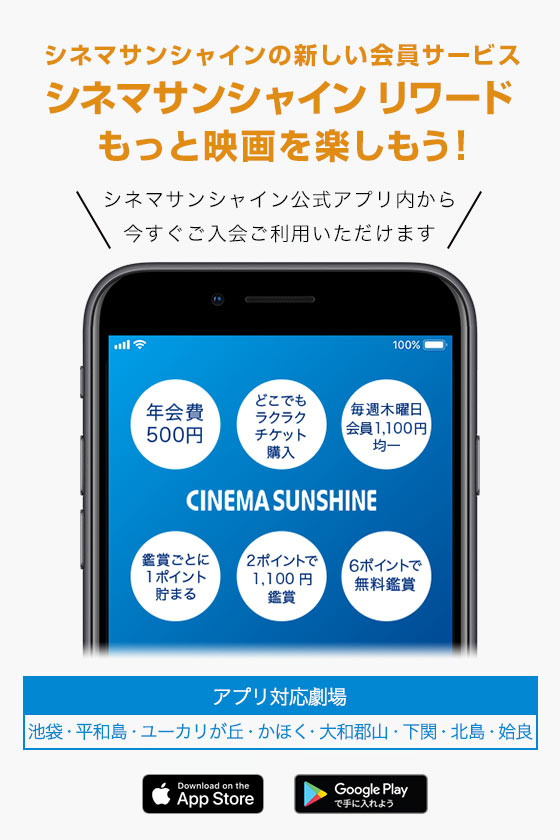 シネマサンシャインの新しい会員サービス
シネマサンシャイン リワード
もっと映画を楽しもう!
シネマサンシャイン公式アプリ内から
今すぐご入会ご利用いただけます
100%
年会費
500円
どこでも
ラクラク
チケット
購入
毎週木曜日
会員1,100円
均一
CINEMA SUNSHINE
鑑賞ごとに
1ポイント
貯まる
2ポイントで
1,100 円
鑑賞
6ポイントで
無料鑑賞
アプリ対応劇場
池袋・平和島・ユーカリが丘・かほく・大和郡山・下関・北島・姶良
Download on the
App Store
Google Play
で手に入れよう